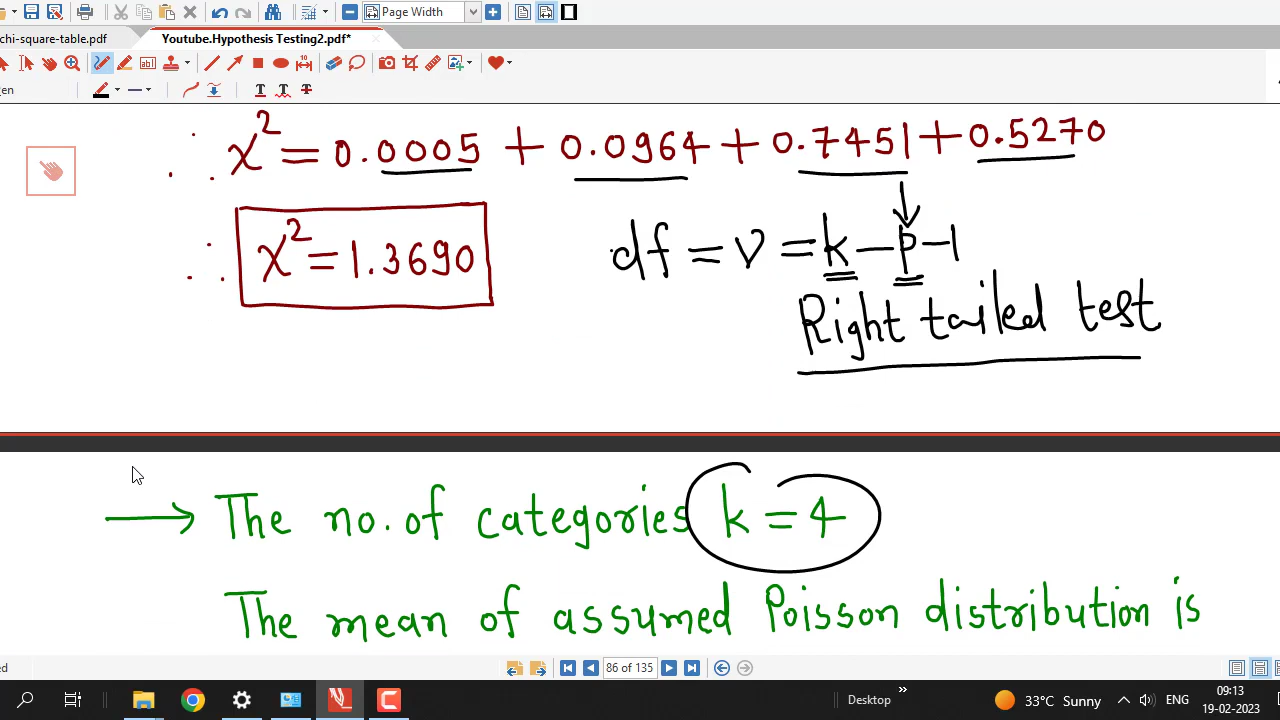 Page Width
chi-square-table.pdf
Youtube.Hypothesis Testing2.pdf*
∴ χ² = 0.0005 + 0.0964 + 0.7451 + 0.5270
∴ χ² = 1.3690
df = ν = k - p - 1
Right tailed test
→ The no. of categories k = 4
The mean of assumed Poisson distribution is
86 of 135
Desktop
»
33°C Sunny
ENG
09:13
19-02-2023